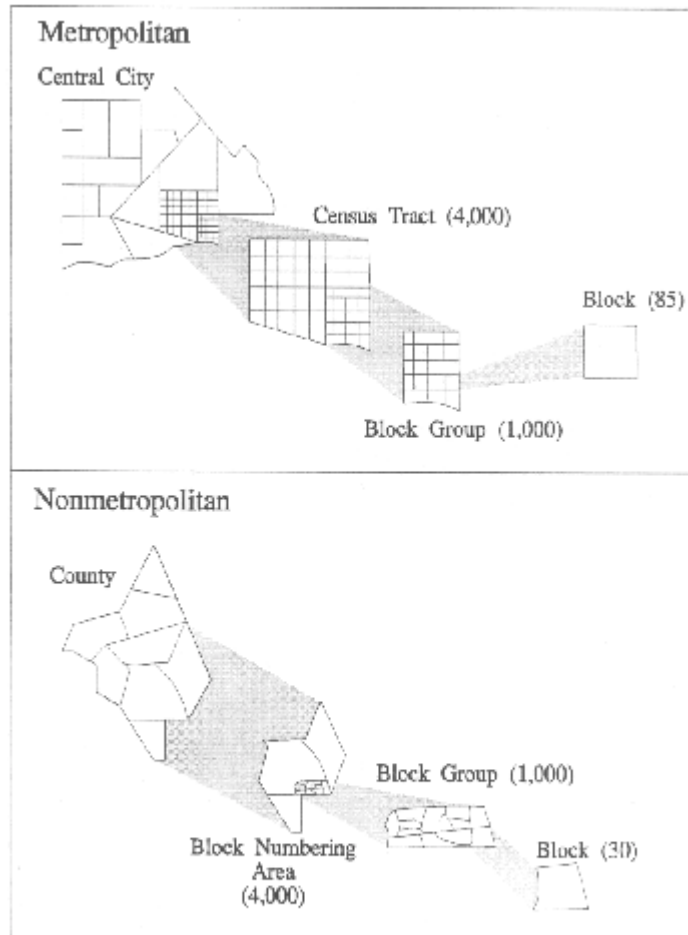 Metropolitan
Central City
Census Tract (4,000)
Block (85)
Block Group (1,000)
Nonmetropolitan
County
Block Group (1,000)
Block Numbering
Area
(4,000)
Block (30)